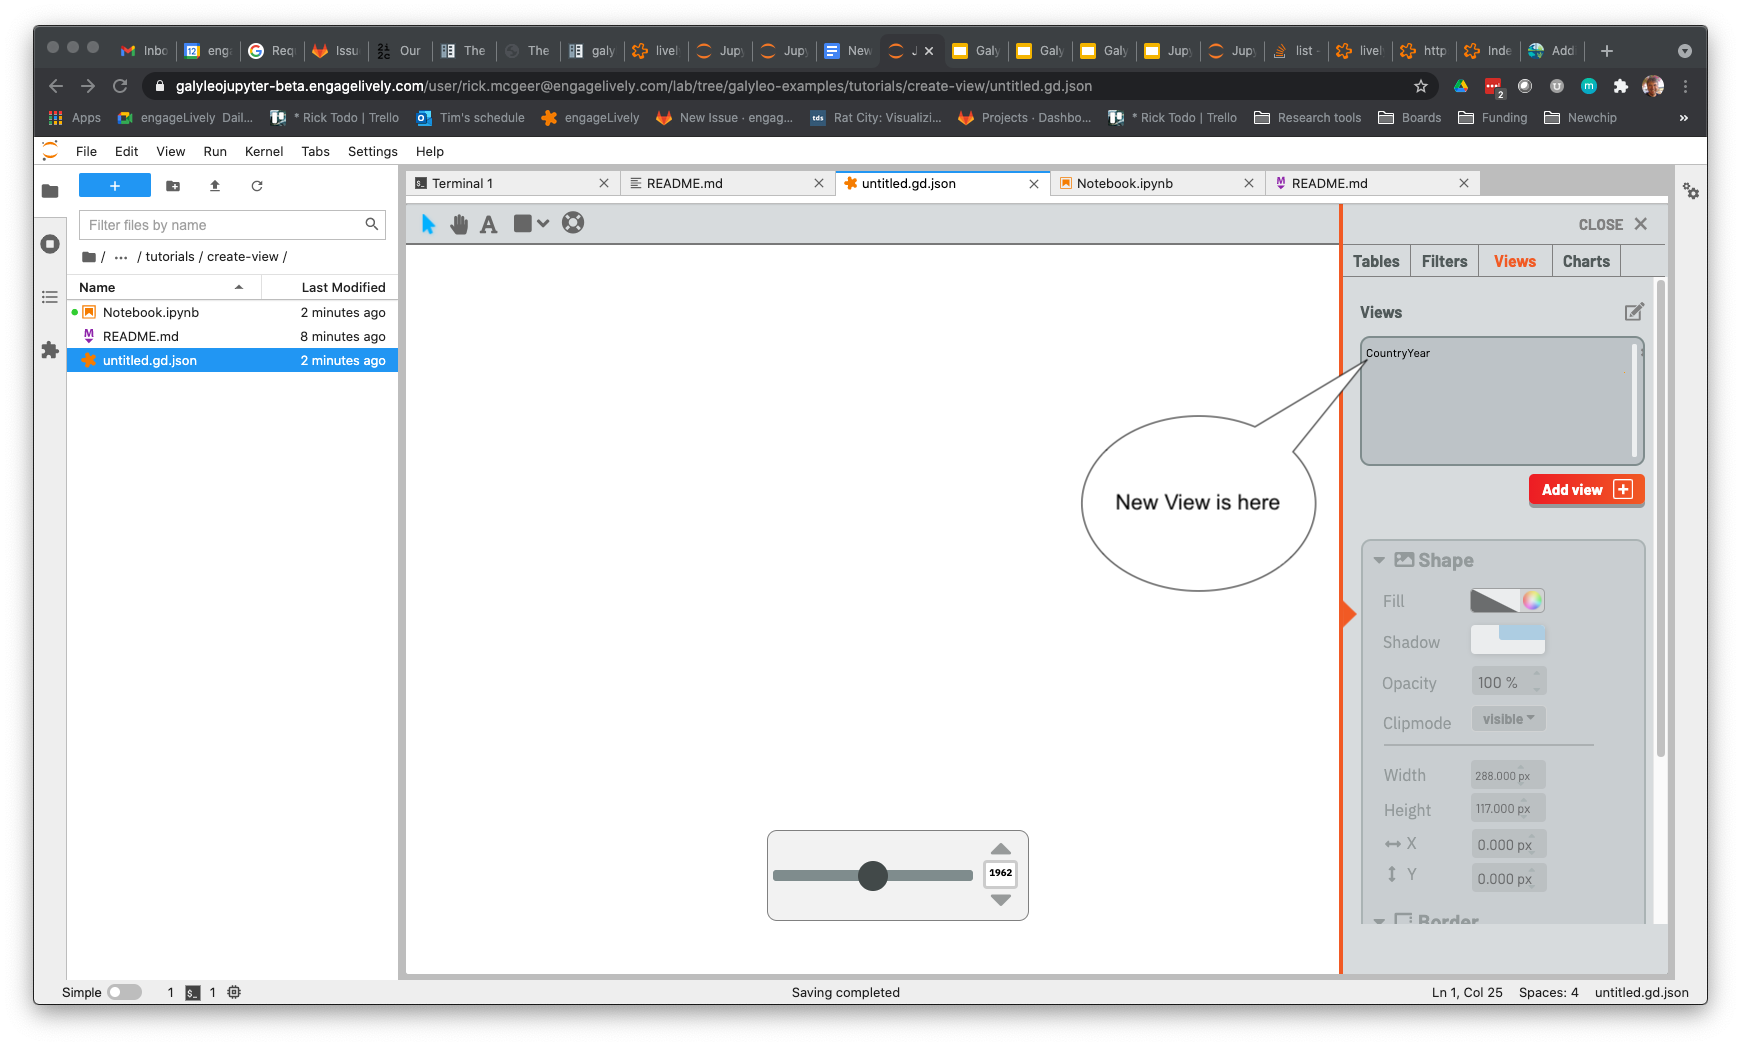 Inbo
12
eng
Req
Issu
2i2c
Our
The
The
galy
livel
Jupy
Jupy
New
J
Galy
Galy
Galy
Jupy
Jupy
list -
livel
http
Inde
Add
galyleojupyter-beta.engagelively.com/user/rick.mcgeer@engagelively.com/lab/tree/galyleo-examples/tutorials/create-view/untitled.gd.json
2
m
Apps
engageLively Dail...
* Rick Todo | Trello
Tim's schedule
engageLively
New Issue · engag...
tds
Rat City: Visualizi...
Projects · Dashbo...
* Rick Todo | Trello
Research tools
Boards
Funding
Newchip
»
File Edit View Run Kernel Tabs Settings Help
Terminal 1
README.md
untitled.gd.json
Notebook.ipynb
README.md
Filter files by name
/ ... / tutorials / create-view /
Name Last Modified
Notebook.ipynb 2 minutes ago
README.md 8 minutes ago
untitled.gd.json 2 minutes ago
A
CLOSE
Tables Filters Views Charts
Views
CountryYear
New View is here
Add view
Shape
Fill
Shadow
Opacity 100 %
Clipmode visible
Width 288.000 px
Height 117.000 px
X 0.000 px
Y 0.000 px
Border
1962
Simple
1
1
Saving completed
Ln 1, Col 25
Spaces: 4
untitled.gd.json